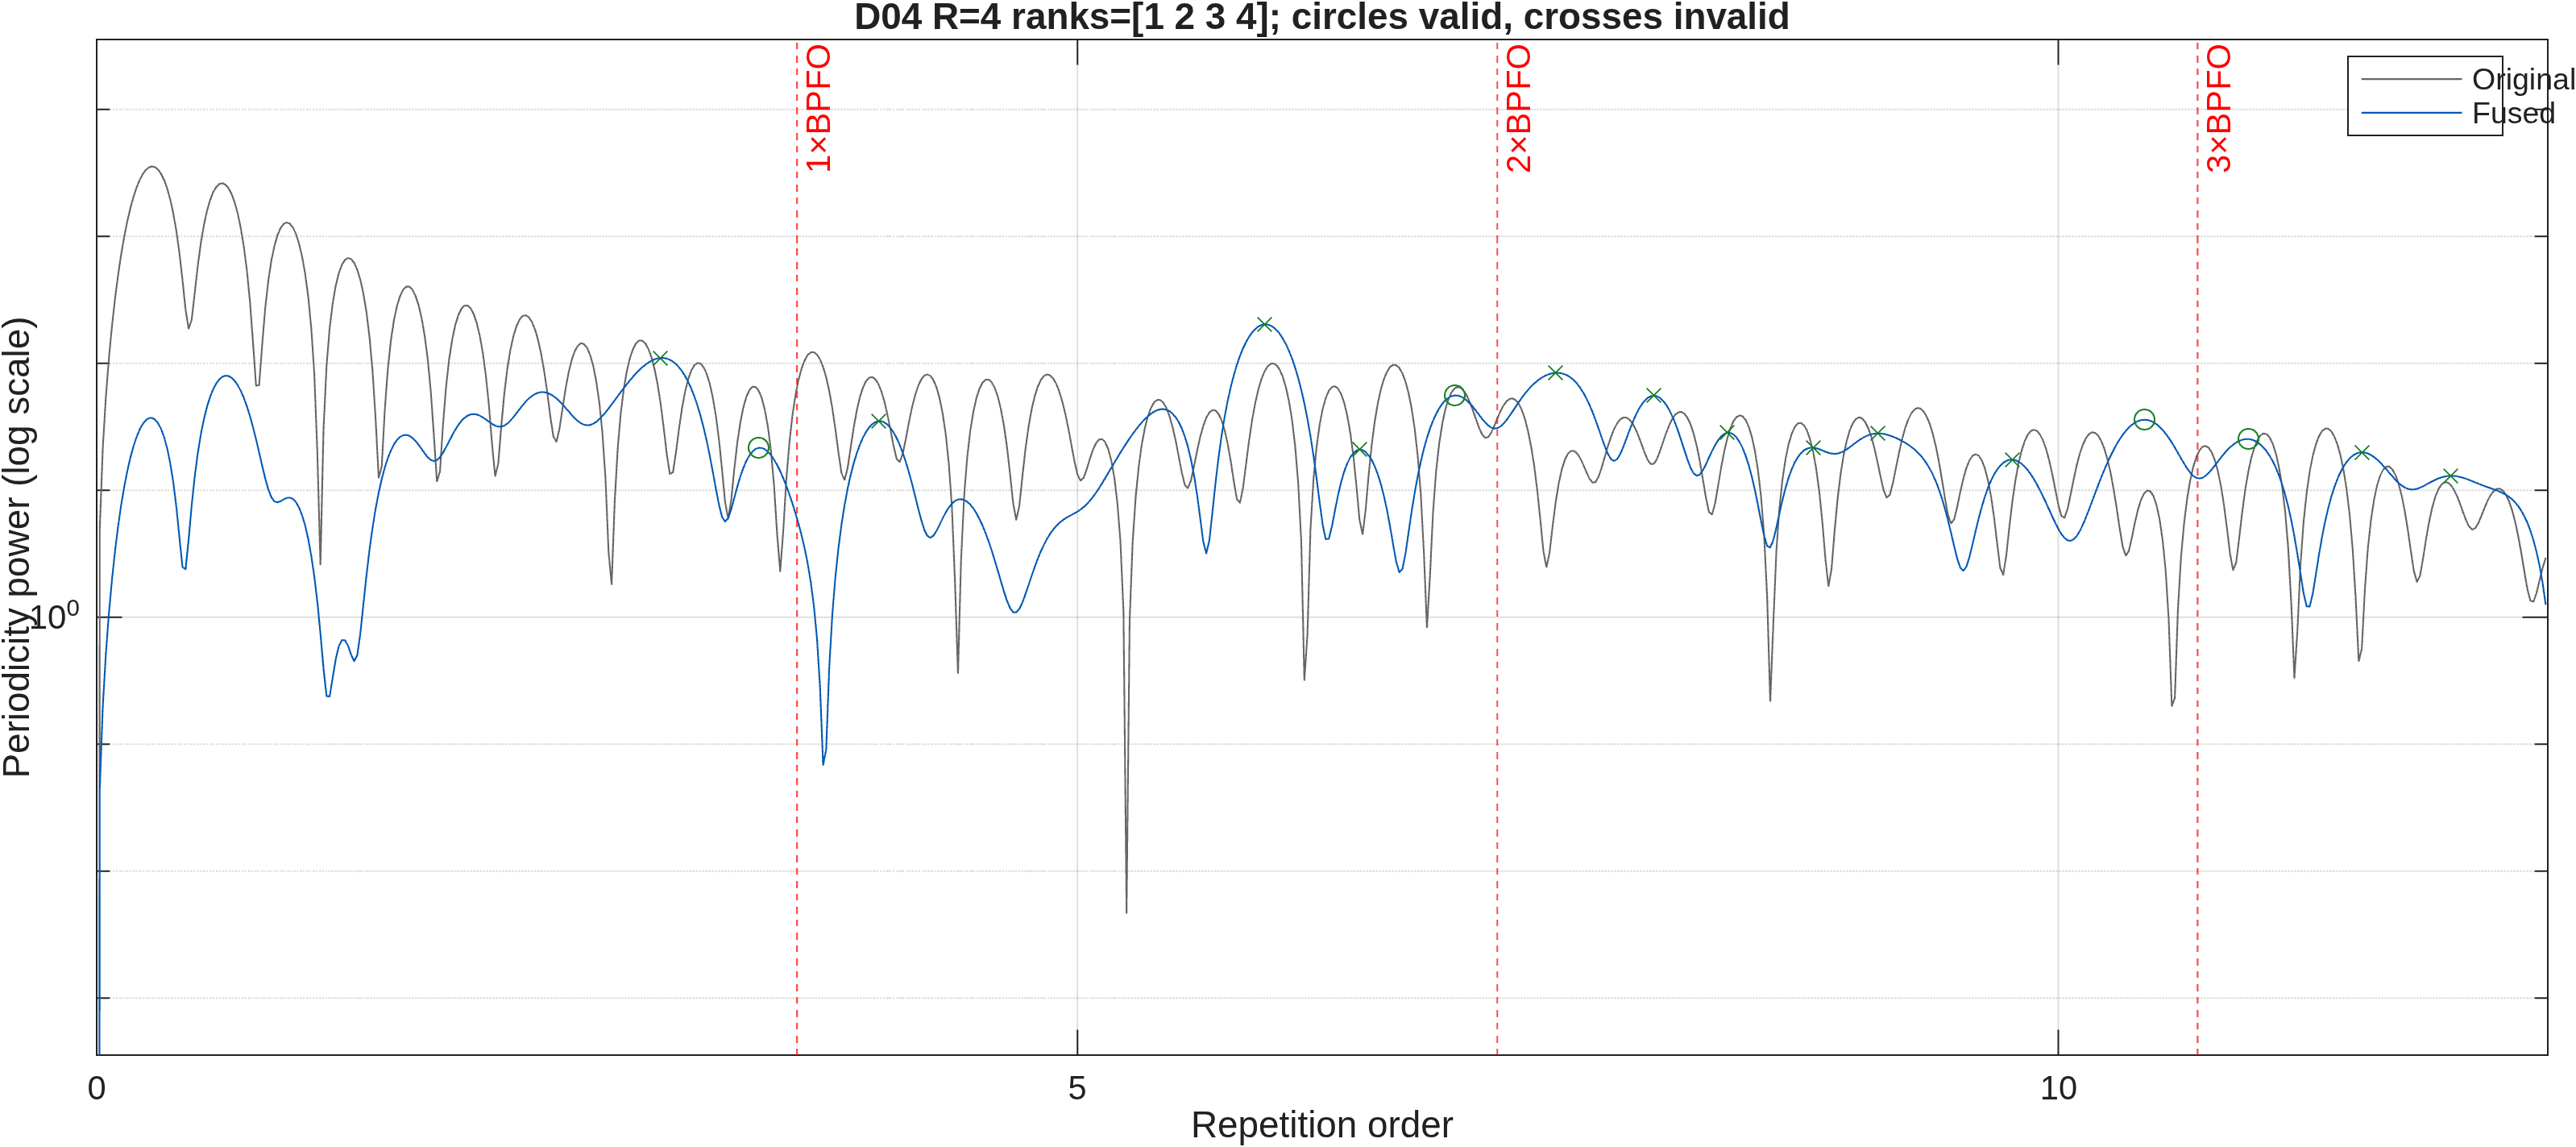 D04 R=4 ranks=[1 2 3 4]; circles valid, crosses invalid
1×BPFO
2×BPFO
3×BPFO
Original
Fused
Periodicity power (log scale)
10⁰
0
5
10
Repetition order